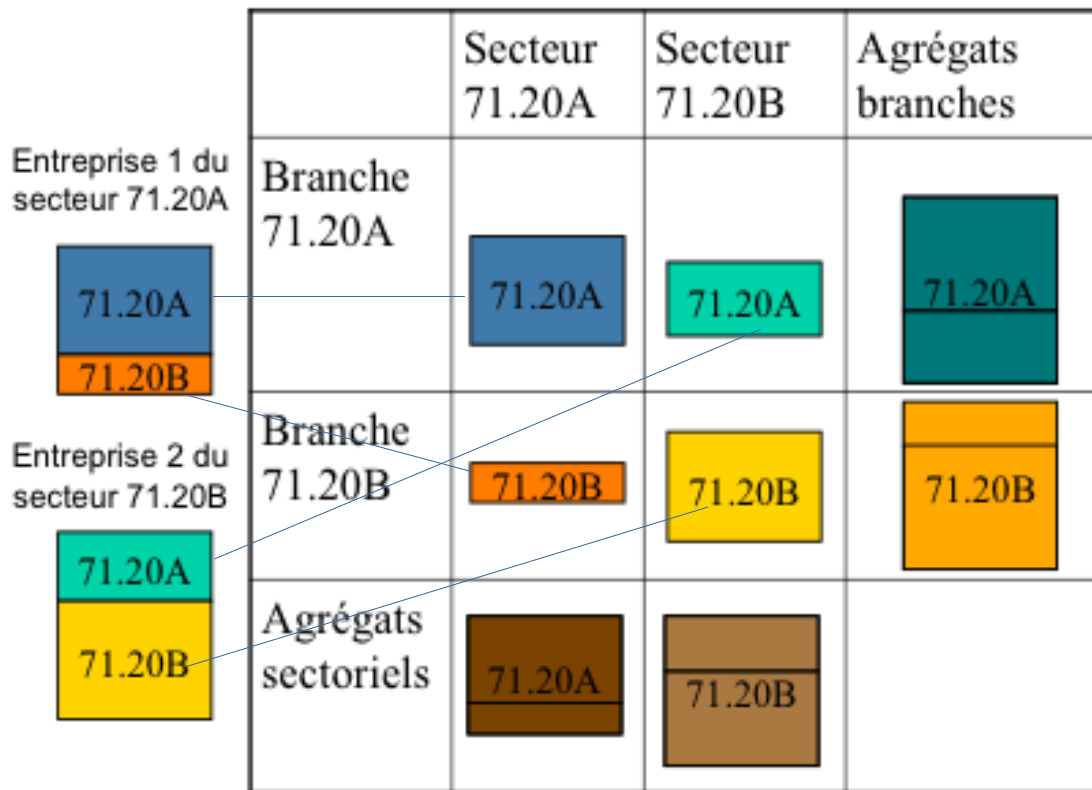 Secteur
71.20A
Secteur
71.20B
Agrégats
branches
Entreprise 1 du
secteur 71.20A
71.20A
71.20B
Branche
71.20A
71.20A
71.20A
71.20A
Entreprise 2 du
secteur 71.20B
71.20A
71.20B
Branche
71.20B
71.20B
71.20B
71.20B
Agrégats
sectoriels
71.20A
71.20B